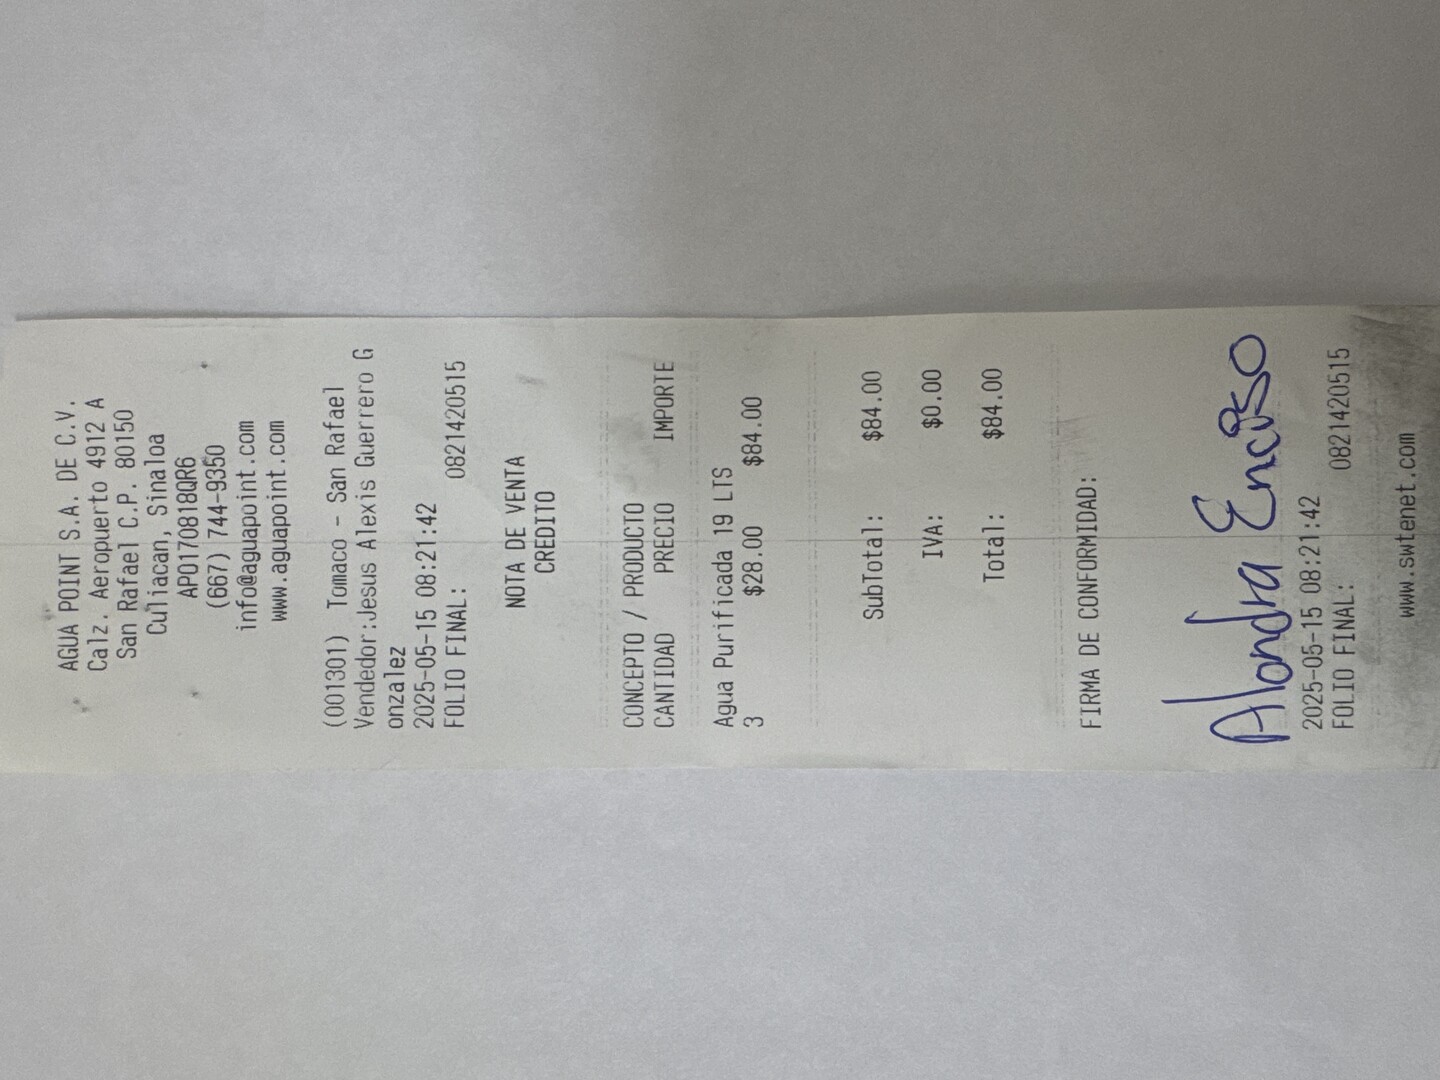 AGUA POINT S.A. DE C.V.
Calz. Aeropuerto 4912 A
San Rafael C.P. 80150
Culiacan, Sinaloa
APO170818QR6
(667) 744-9350
info@aguapoint.com
www.aguapoint.com
(001301) Tomaco - San Rafael
Vendedor:Jesus Alexis Guerrero G
onzalez
2025-05-15 08:21:42
FOLIO FINAL: 0821420515
NOTA DE VENTA
CREDITO
CONCEPTO / PRODUCTO
CANTIDAD PRECIO IMPORTE
Agua Purificada 19 LTS
3 $28.00 $84.00
SubTotal: $84.00
IVA: $0.00
Total: $84.00
FIRMA DE CONFORMIDAD:
Alondra Enciso
2025-05-15 08:21:42
FOLIO FINAL: 0821420515
www.swtenet.com